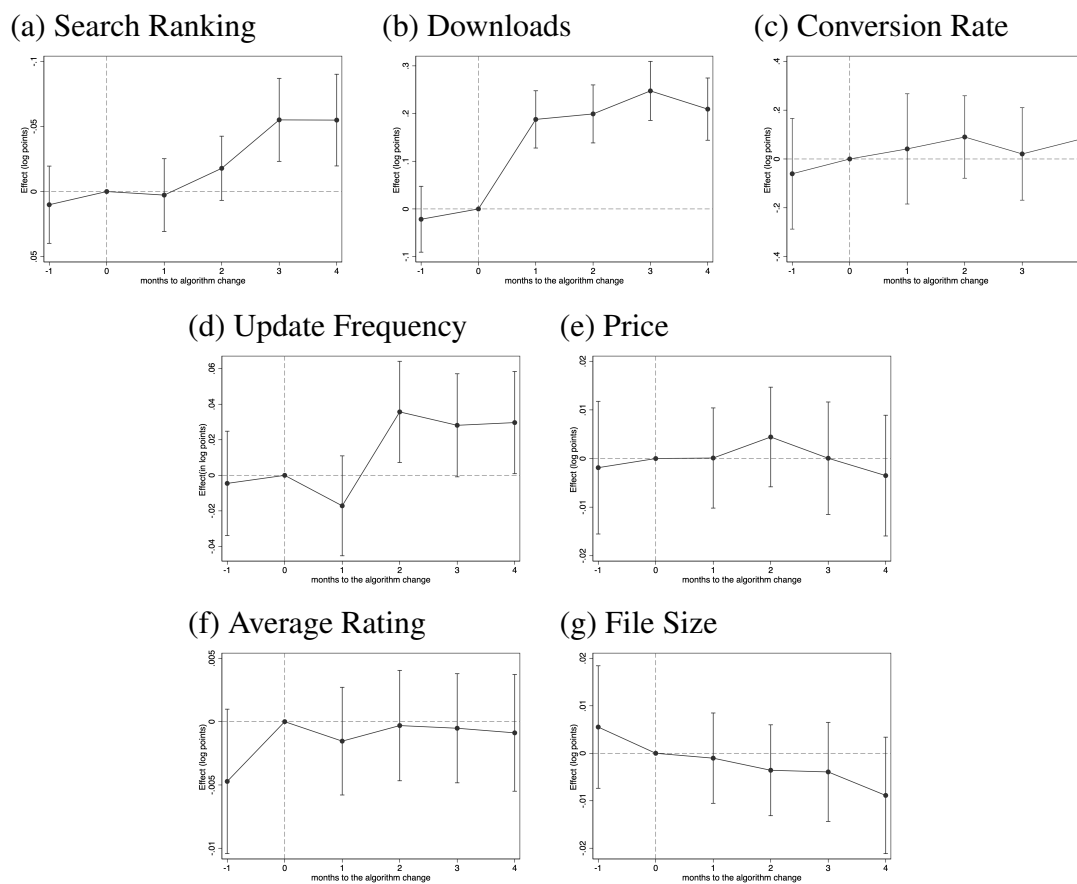 (a) Search Ranking
(b) Downloads
(c) Conversion Rate
Effect (log points)
-.1
-.05
0
.05
-1 0 1 2 3 4
months to algorithm change
Effect (log points)
.3
.2
.1
0
-.1
-1 0 1 2 3 4
months to the algorithm change
Effect (log points)
.4
.2
0
-.2
-.4
-1 0 1 2 3
months to the algorithm change
(d) Update Frequency
(e) Price
Effect(in log points)
.06
.04
.02
0
-.02
-.04
-1 0 1 2 3 4
months to the algorithm change
Effect (log points)
.02
.01
0
-.01
-.02
-1 0 1 2 3 4
months to the algorithm change
(f) Average Rating
(g) File Size
Effect (log points)
.005
0
-.005
-.01
-1 0 1 2 3 4
months to the algorithm change
Effect (log points)
.02
.01
0
-.01
-.02
-1 0 1 2 3 4
months to the algorithm change